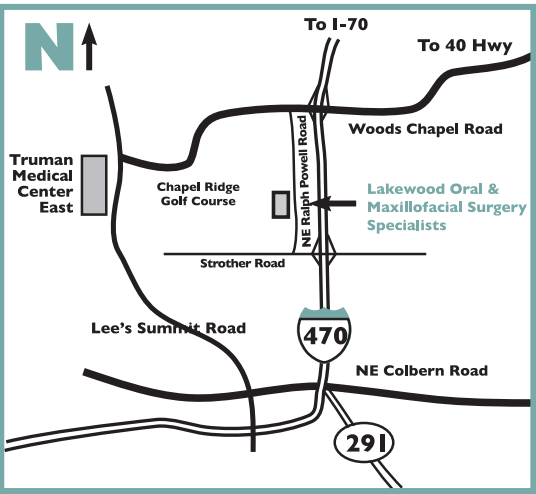 N
To I-70
To 40 Hwy
Woods Chapel Road
Truman
Medical
Center
East
Chapel Ridge
Golf Course
NE Ralph Powell Road
Lakewood Oral &
Maxillofacial Surgery
Specialists
Strother Road
Lee's Summit Road
470
NE Colbern Road
291